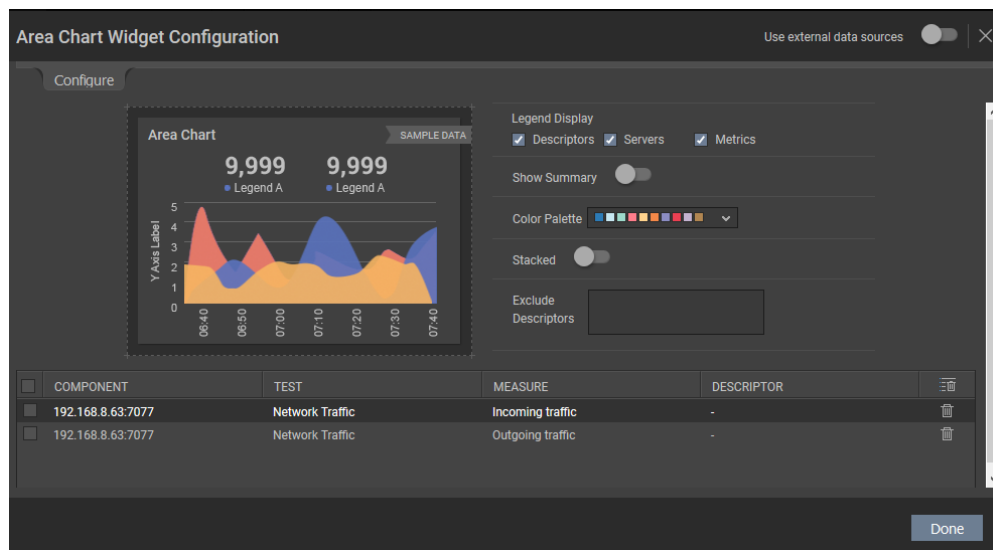 Area Chart Widget Configuration
Use external data sources
Configure
Area Chart
SAMPLE DATA
9,999 9,999
Legend A Legend A
Y Axis Label
5
4
3
2
1
0
06:40 06:50 07:00 07:10 07:20 07:30 07:40
Legend Display
Descriptors Servers Metrics
Show Summary
Color Palette
Stacked
Exclude
Descriptors
COMPONENT TEST MEASURE DESCRIPTOR
192.168.8.63:7077 Network Traffic Incoming traffic -
192.168.8.63:7077 Network Traffic Outgoing traffic -
Done